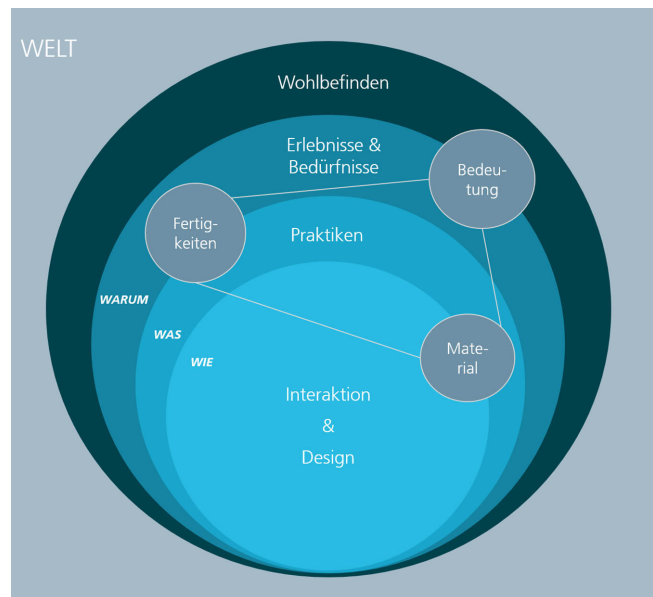 WELT
Wohlbefinden
Erlebnisse &
Bedürfnisse
Bedeu-
tung
Fertig-
keiten
Praktiken
WARUM
WAS
WIE
Mate-
rial
Interaktion
&
Design